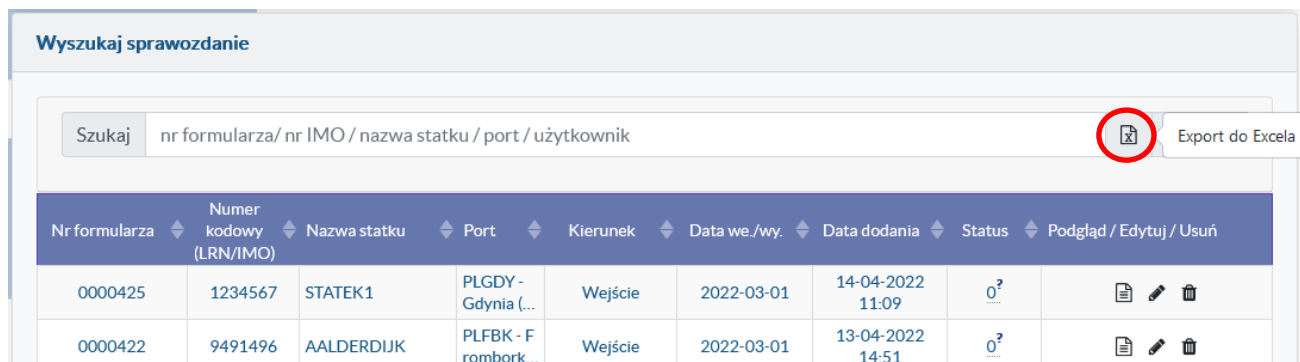 Wyszukaj sprawozdanie
Szukaj nr formularza/ nr IMO / nazwa statku / port / użytkownik Export do Excela
Nr formularza Numer kodowy (LRN/IMO) Nazwa statku Port Kierunek Data we./wy. Data dodania Status Podgląd / Edytuj / Usuń
0000425 1234567 STATEK1 PLGDY - Gdynia (... Wejście 2022-03-01 14-04-2022 11:09 0?
0000422 9491496 AALDERDIJK PLFBK - F rombork... Wejście 2022-03-01 13-04-2022 14:51 0?